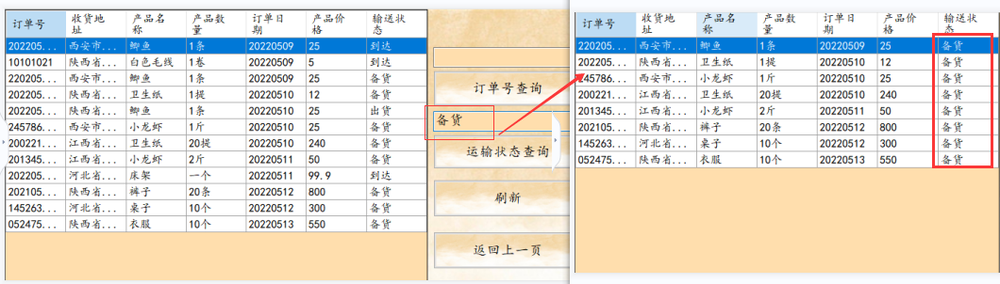 订单号 收货地址 产品名称 产品数量 订单日期 产品价格 输送状态
202205... 西安市... 鲫鱼 1条 20220509 25 到达
10101021 陕西省... 白色毛线 1卷 20220509 5 到达
220205... 西安市... 鲫鱼 1条 20220509 25 备货
202205... 陕西省... 卫生纸 1提 20220510 12 备货
202205... 陕西省... 鲫鱼 1条 20220510 25 出货
245786... 西安市... 小龙虾 1斤 20220510 25 备货
200221... 江西省... 卫生纸 20提 20220510 240 备货
201345... 江西省... 小龙虾 2斤 20220511 50 备货
202205... 河北省... 床架 一个 20220511 99.9 到达
202105... 陕西省... 裤子 20条 20220512 800 备货
145263... 河北省... 桌子 10个 20220512 300 备货
052475... 陕西省... 衣服 10个 20220513 550 备货
订单号查询
备货
运输状态查询
刷新
返回上一页
订单号 收货地址 产品名称 产品数量 订单日期 产品价格 输送状态
220205... 西安市... 鲫鱼 1条 20220509 25 备货
202205... 陕西省... 卫生纸 1提 20220510 12 备货
245786... 西安市... 小龙虾 1斤 20220510 25 备货
200221... 江西省... 卫生纸 20提 20220510 240 备货
201345... 江西省... 小龙虾 2斤 20220511 50 备货
202105... 陕西省... 裤子 20条 20220512 800 备货
145263... 河北省... 桌子 10个 20220512 300 备货
052475... 陕西省... 衣服 10个 20220513 550 备货